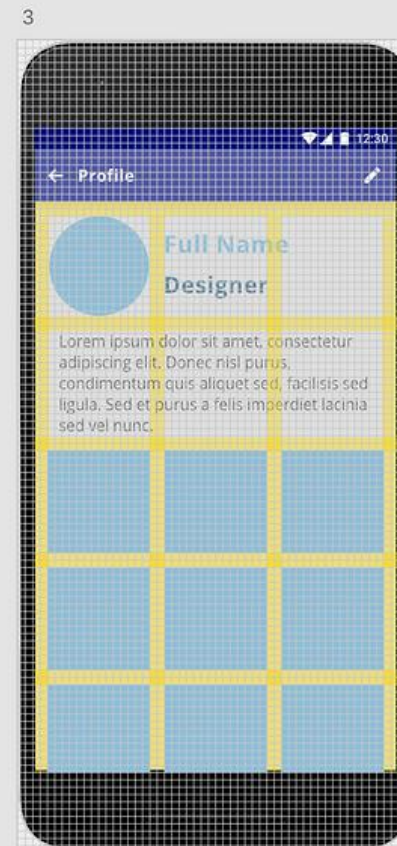 3
12:30
Profile
Full Name
Designer
Lorem ipsum dolor sit amet, consectetur
adipiscing elit. Donec nisl purus,
condimentum quis aliquet sed, facilisis sed
ligula. Sed et purus a felis imperdiet lacinia
sed vel nunc.